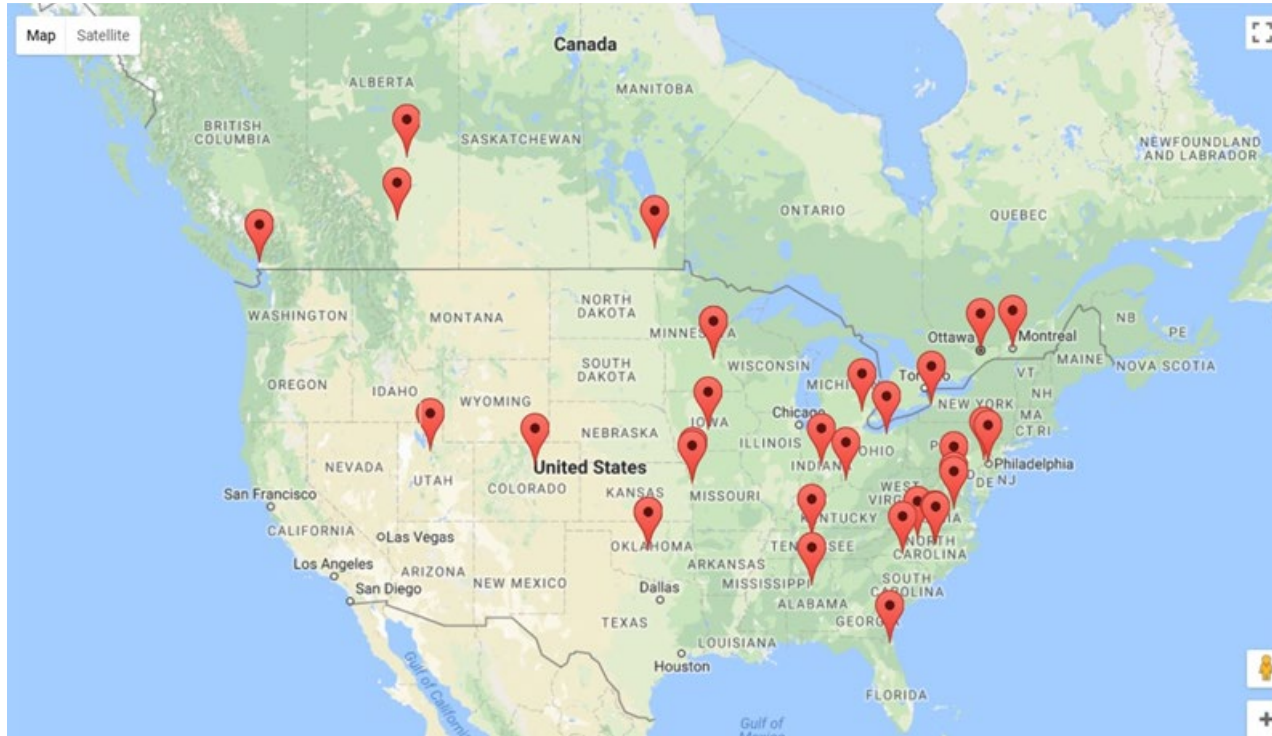 Map
Satellite
Canada
ALBERTA
MANITOBA
BRITISH
COLUMBIA
SASKATCHEWAN
NEWFOUNDLAND
AND LABRADOR
ONTARIO
QUEBEC
NORTH
DAKOTA
WASHINGTON
MONTANA
NB
PE
Ottawa
Montreal
MAINE
NOVA SCOTIA
SOUTH
DAKOTA
WISCONSIN
VT
NH
OREGON
IDAHO
WYOMING
NEW YORK
MA
CT RI
Chicago
IOWA
NEBRASKA
ILLINOIS
OHIO
NEVADA
UTAH
United States
INDIANA
Philadelphia
DE
NJ
COLORADO
KANSAS
MISSOURI
WEST
San Francisco
KENTUCKY
CALIFORNIA
Las Vegas
OKLAHOMA
NORTH
CAROLINA
Los Angeles
ARIZONA
NEW MEXICO
ARKANSAS
MISSISSIPPI
SOUTH
CAROLINA
San Diego
Dallas
ALABAMA
TEXAS
LOUISIANA
Houston
Gulf of California
FLORIDA
Gulf of